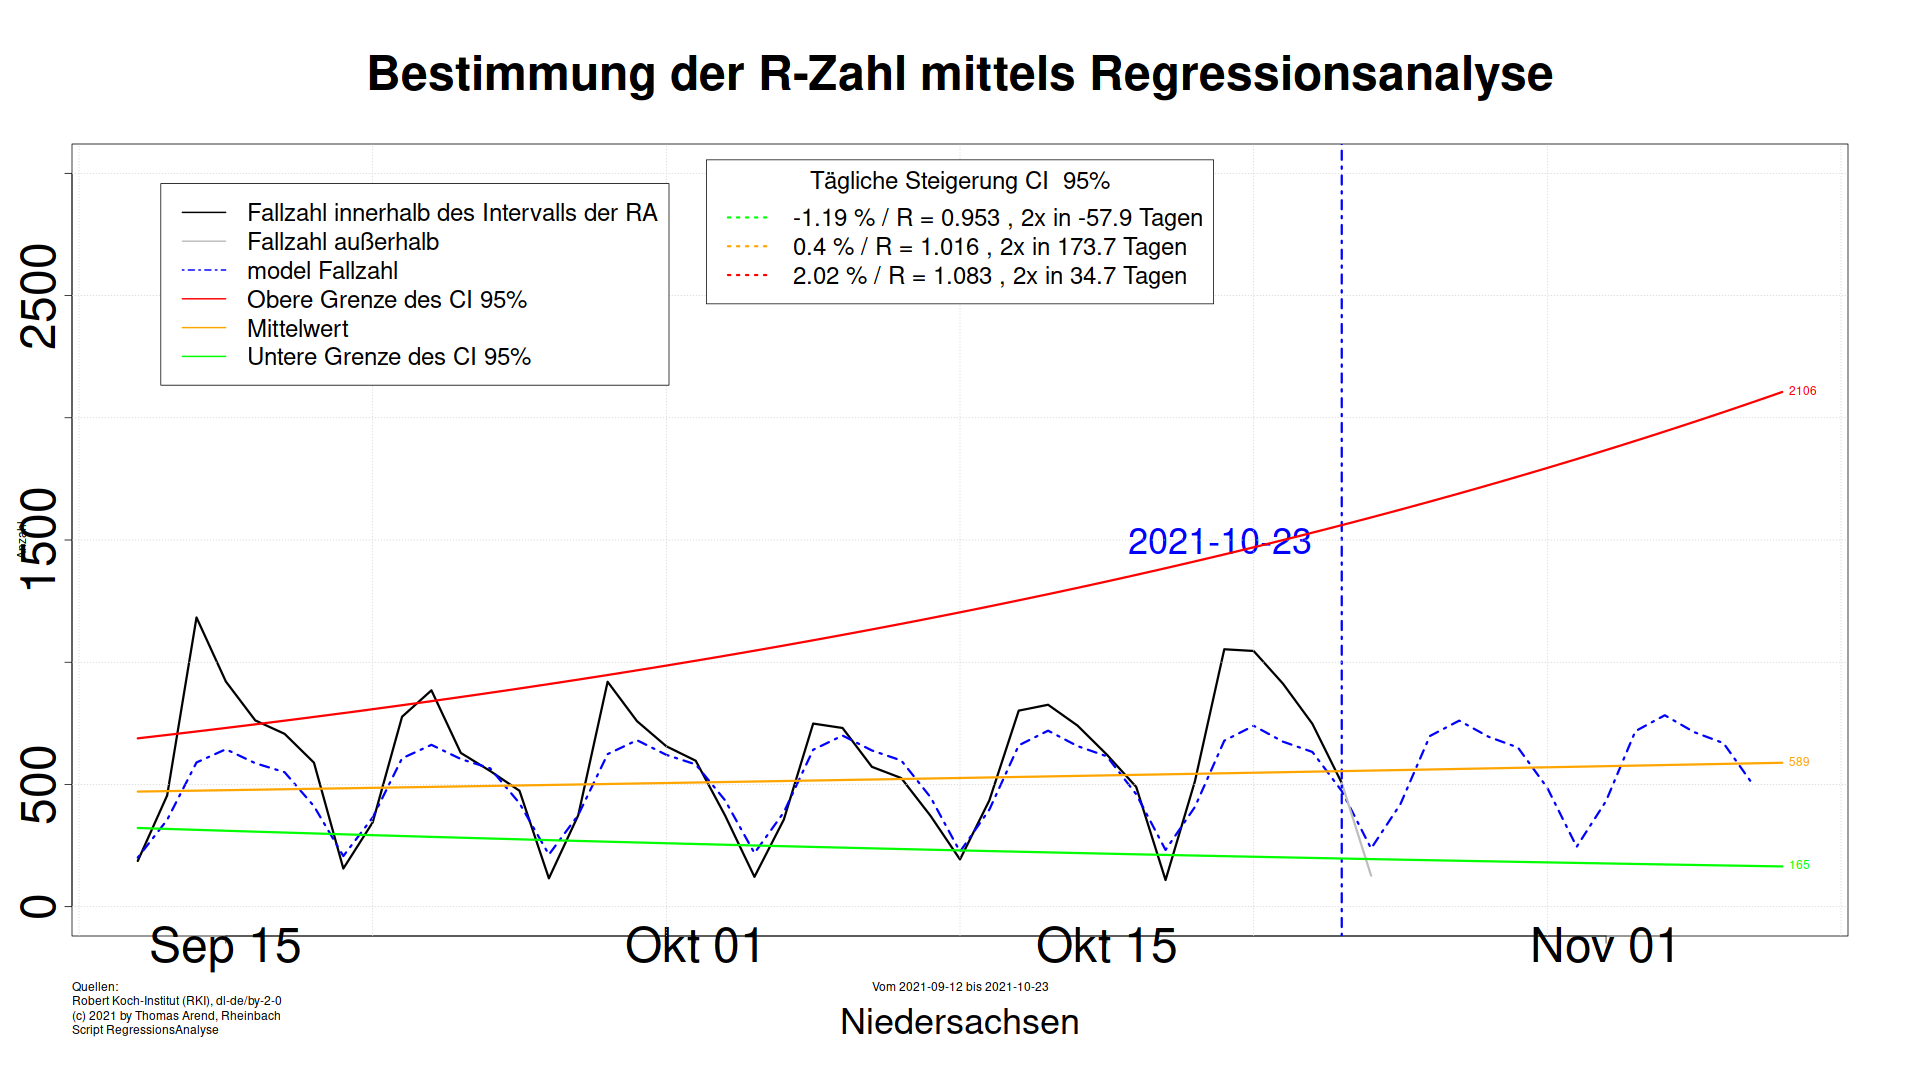 Bestimmung der R-Zahl mittels Regressionsanalyse
Fallzahl innerhalb des Intervalls der RA
Fallzahl außerhalb
model Fallzahl
Obere Grenze des CI 95%
Mittelwert
Untere Grenze des CI 95%
Tägliche Steigerung CI  95%
-1.19 % / R = 0.953 , 2x in -57.9 Tagen
0.4 % / R = 1.016 , 2x in 173.7 Tagen
2.02 % / R = 1.083 , 2x in 34.7 Tagen
2500
1500
500
0
Anzahl
2021-10-23
2106
589
165
Sep 15
Okt 01
Okt 15
Nov 01
Quellen:
Robert Koch-Institut (RKI), dl-de/by-2-0
(c) 2021 by Thomas Arend, Rheinbach
Script RegressionsAnalyse
Vom 2021-09-12 bis 2021-10-23
Niedersachsen